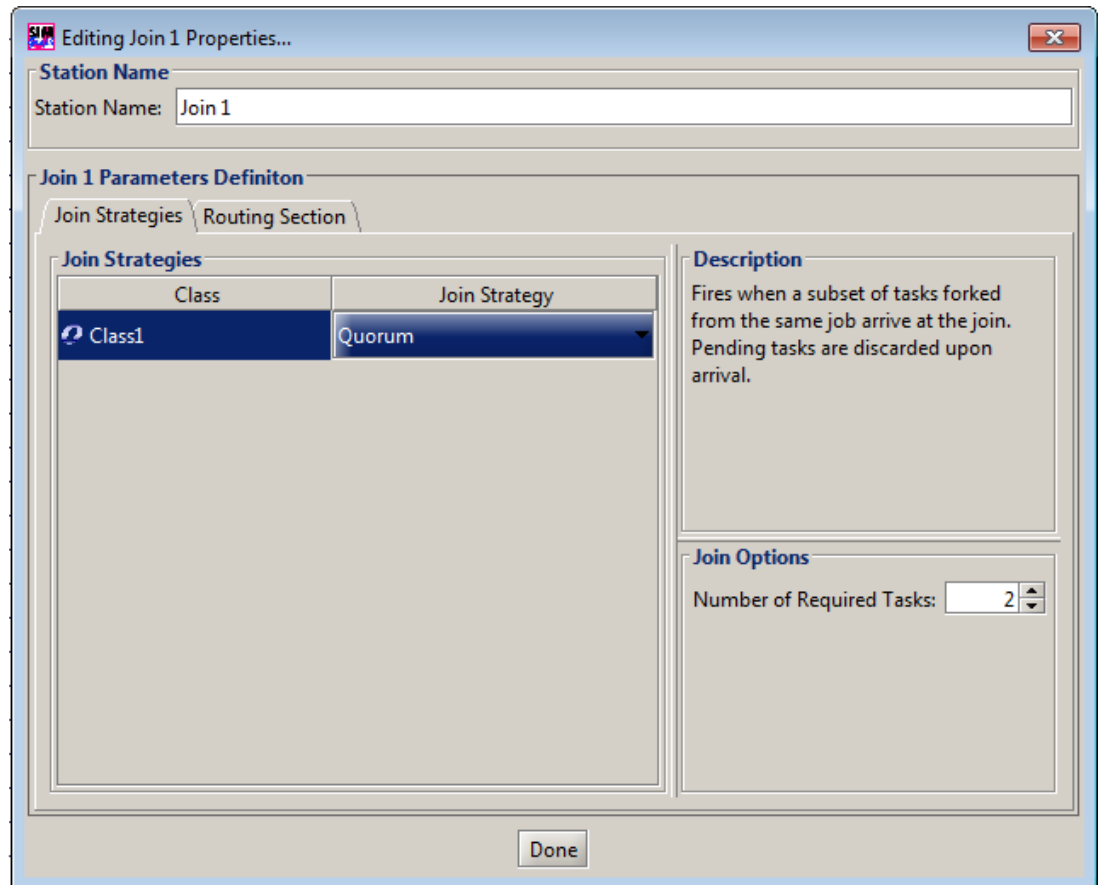 Editing Join 1 Properties...
Station Name
Station Name: Join 1
Join 1 Parameters Definiton
Join Strategies Routing Section
Join Strategies
Class Join Strategy
Class1 Quorum
Description
Fires when a subset of tasks forked
from the same job arrive at the join.
Pending tasks are discarded upon
arrival.
Join Options
Number of Required Tasks: 2
Done